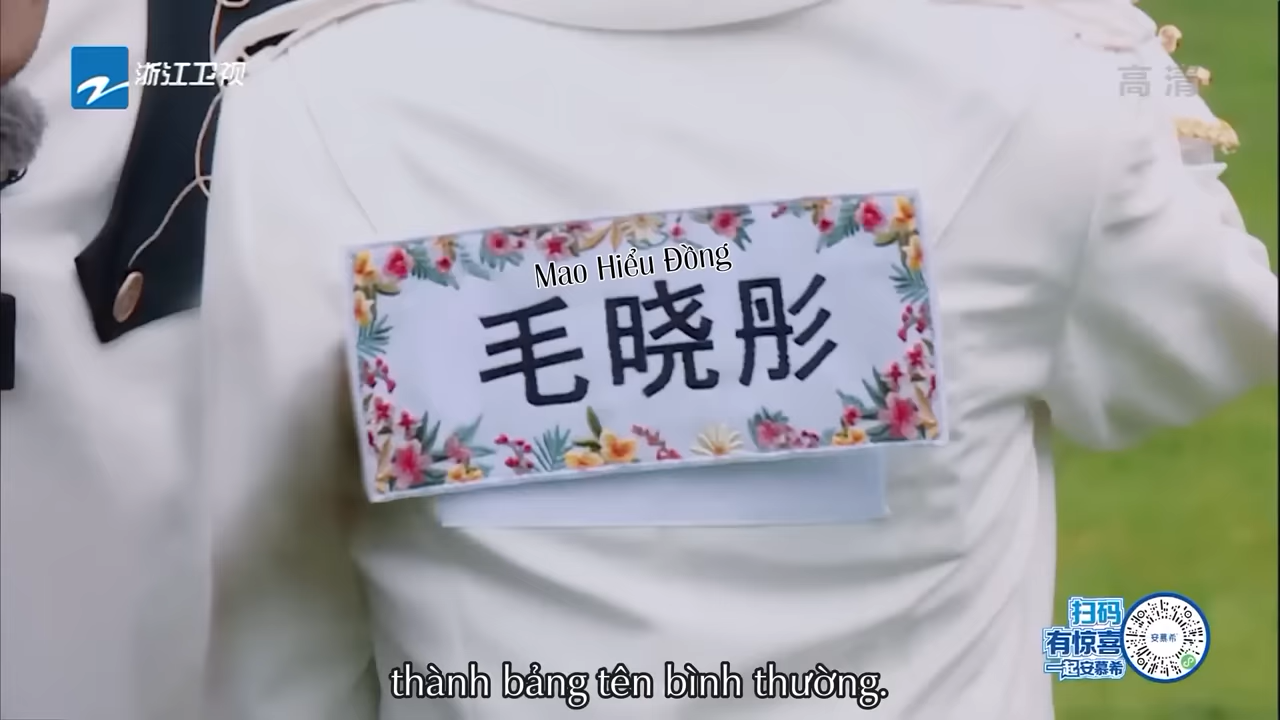 浙江卫视
高清
Mao Hiểu Đồng
毛晓彤
扫码
有惊喜
一起安慕希
安慕希
thành bảng tên bình thường.